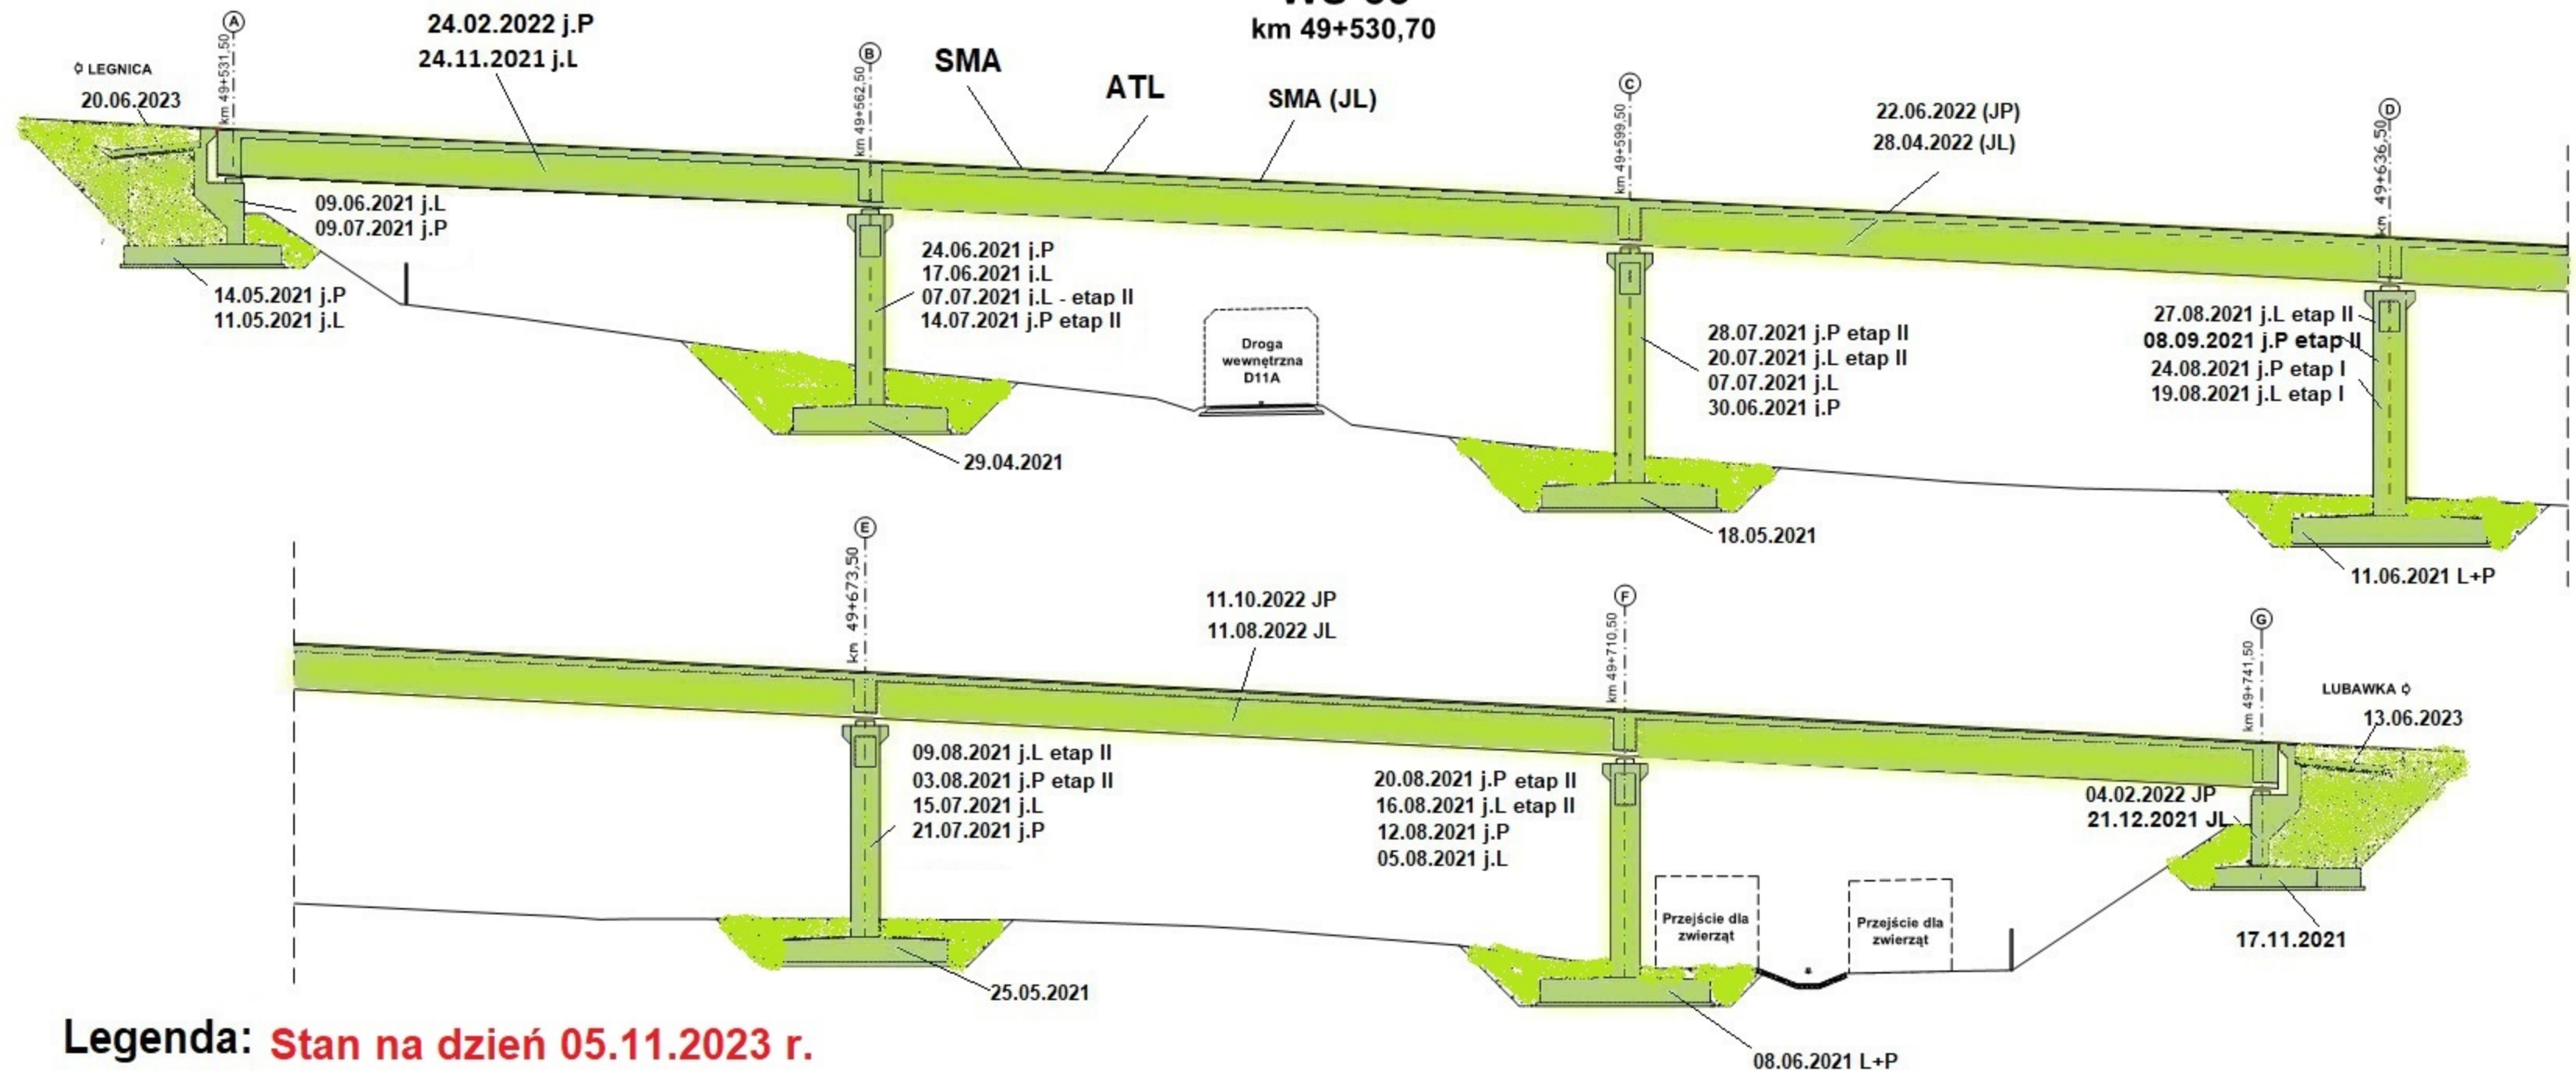 km 49+530,70
A
B
C
D
km 49+531,50
km 49+562,50
km 49+599,50
km 49+636,50
LEGNICA
20.06.2023
24.02.2022 j.P
24.11.2021 j.L
SMA
ATL
SMA (JL)
22.06.2022 (JP)
28.04.2022 (JL)
09.06.2021 j.L
09.07.2021 j.P
14.05.2021 j.P
11.05.2021 j.L
24.06.2021 j.P
17.06.2021 j.L
07.07.2021 j.L - etap II
14.07.2021 j.P etap II
29.04.2021
Droga
wewnętrzna
D11A
28.07.2021 j.P etap II
20.07.2021 j.L etap II
07.07.2021 j.L
30.06.2021 j.P
18.05.2021
27.08.2021 j.L etap II
08.09.2021 j.P etap II
24.08.2021 j.P etap I
19.08.2021 j.L etap I
11.06.2021 L+P
E
F
G
km 49+673,50
km 49+710,50
km 49+741,50
11.10.2022 JP
11.08.2022 JL
LUBAWKA
13.06.2023
09.08.2021 j.L etap II
03.08.2021 j.P etap II
15.07.2021 j.L
21.07.2021 j.P
25.05.2021
20.08.2021 j.P etap II
16.08.2021 j.L etap II
12.08.2021 j.P
05.08.2021 j.L
08.06.2021 L+P
Przejście dla
zwierząt
Przejście dla
zwierząt
04.02.2022 JP
21.12.2021 JL
17.11.2021
Legenda: Stan na dzień 05.11.2023 r.